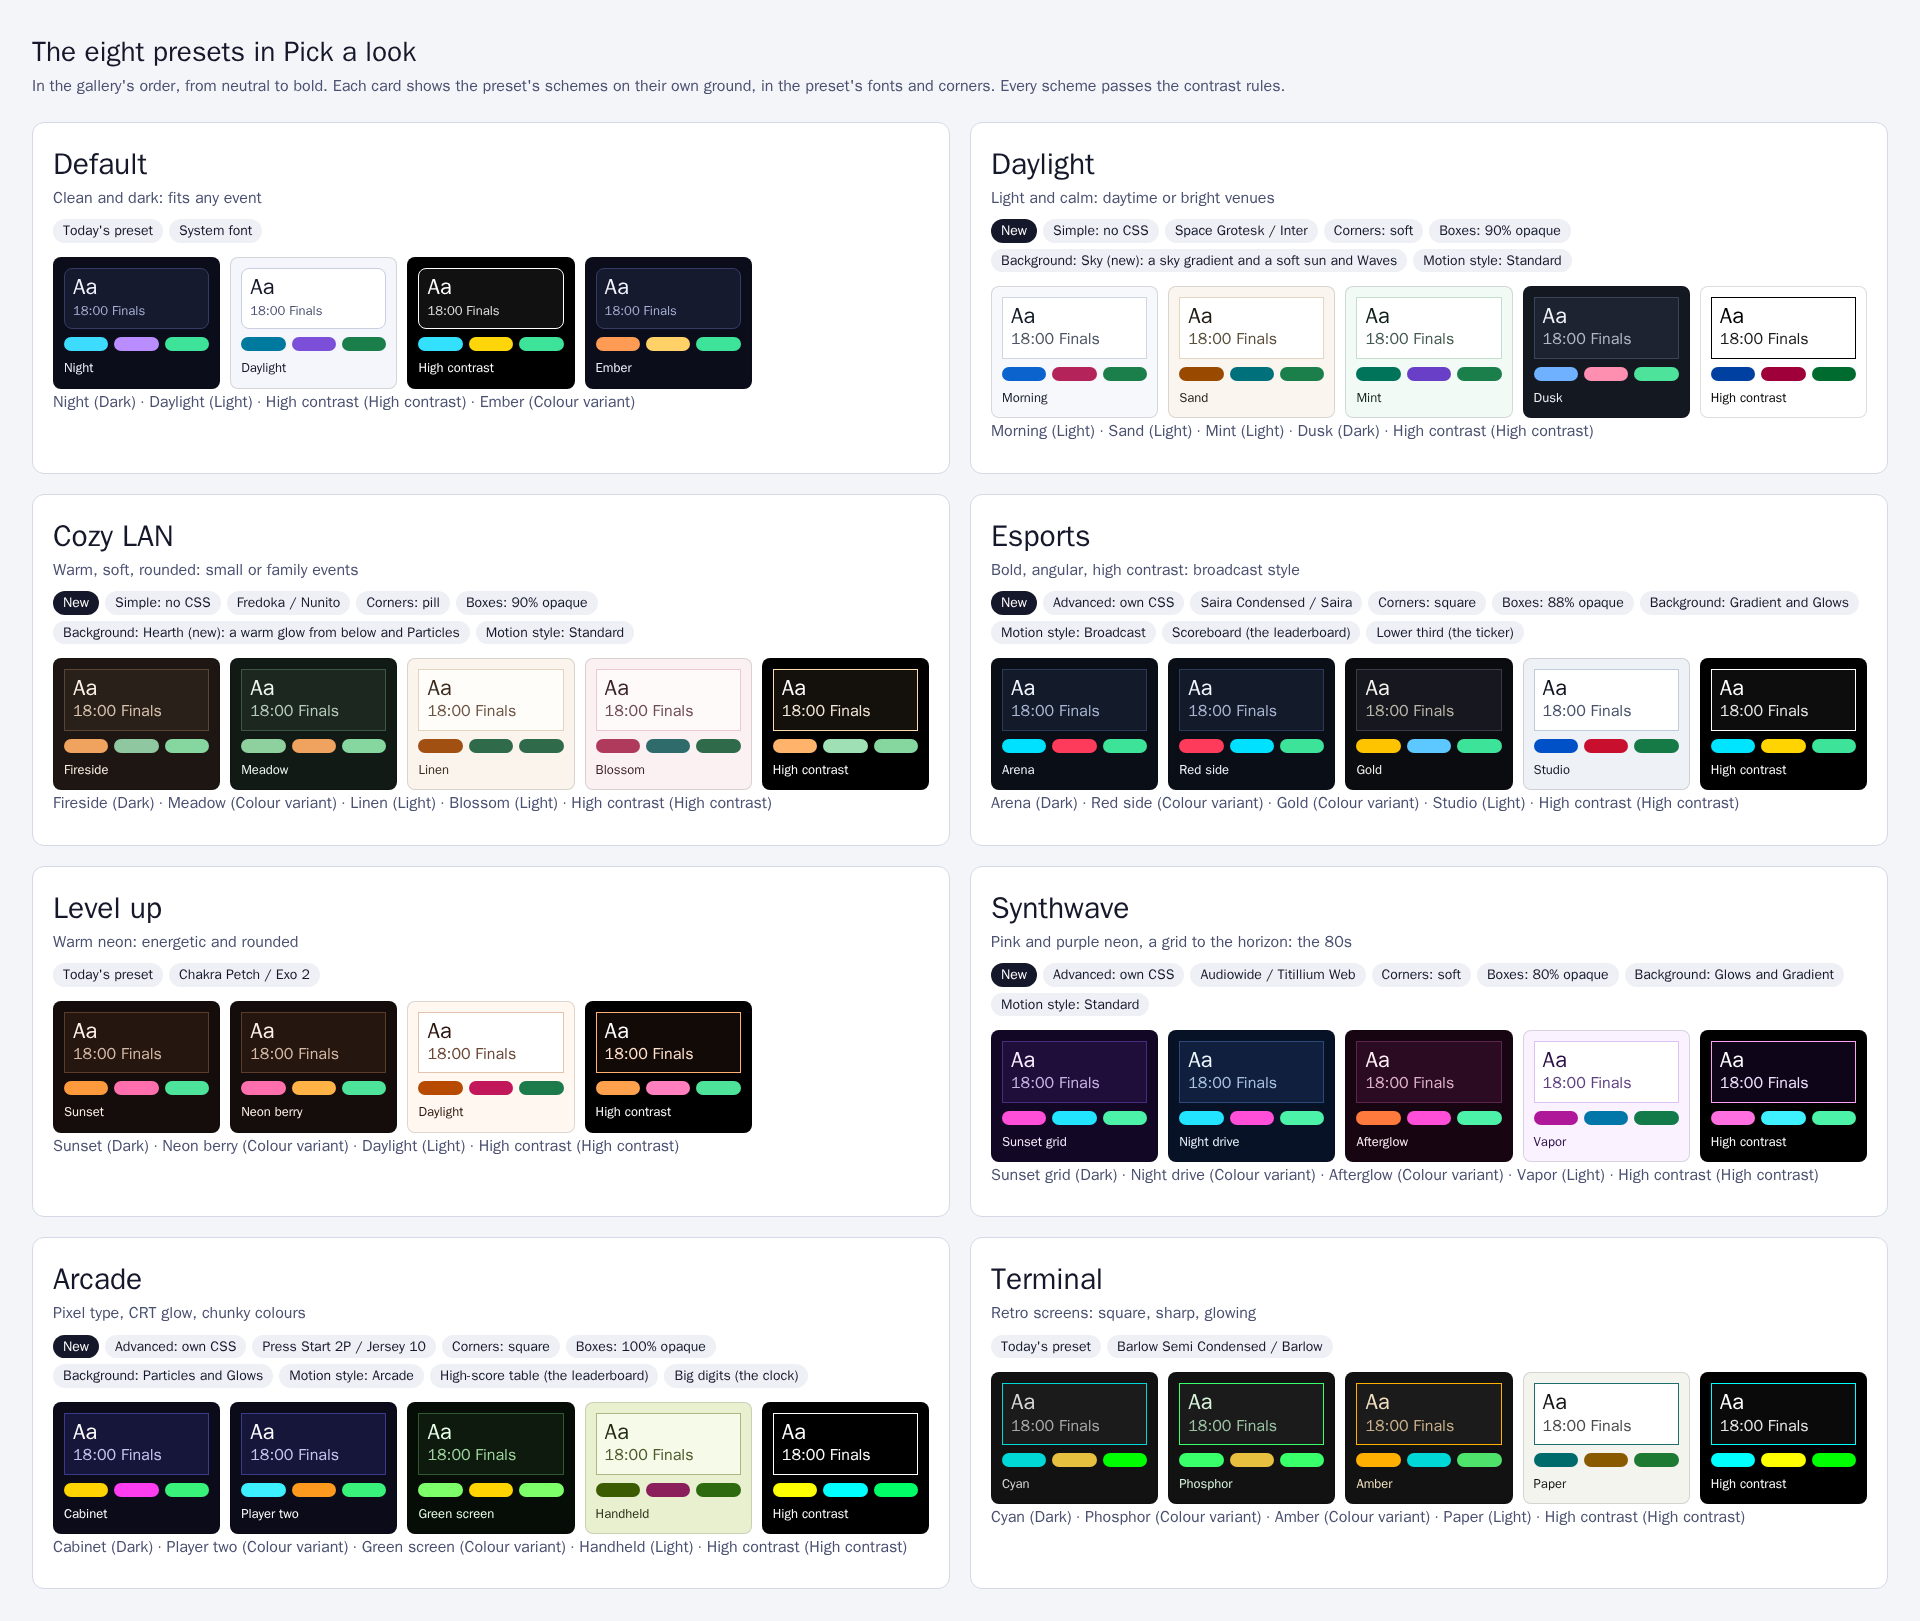 The eight presets in Pick a look
In the gallery's order, from neutral to bold. Each card shows the preset's schemes on their own ground, in the preset's fonts and corners. Every scheme passes the contrast rules.
Default
Clean and dark: fits any event
Today's preset System font
Aa Aa Aa Aa
18:00 Finals 18:00 Finals 18:00 Finals 18:00 Finals
Night Daylight High contrast Ember
Night (Dark) · Daylight (Light) · High contrast (High contrast) · Ember (Colour variant)
Daylight
Light and calm: daytime or bright venues
New Simple: no CSS Space Grotesk / Inter Corners: soft Boxes: 90% opaque
Background: Sky (new): a sky gradient and a soft sun and Waves Motion style: Standard
Aa Aa Aa Aa Aa
18:00 Finals 18:00 Finals 18:00 Finals 18:00 Finals 18:00 Finals
Morning Sand Mint Dusk High contrast
Morning (Light) · Sand (Light) · Mint (Light) · Dusk (Dark) · High contrast (High contrast)
Cozy LAN
Warm, soft, rounded: small or family events
New Simple: no CSS Fredoka / Nunito Corners: pill Boxes: 90% opaque
Background: Hearth (new): a warm glow from below and Particles Motion style: Standard
Aa Aa Aa Aa Aa
18:00 Finals 18:00 Finals 18:00 Finals 18:00 Finals 18:00 Finals
Fireside Meadow Linen Blossom High contrast
Fireside (Dark) · Meadow (Colour variant) · Linen (Light) · Blossom (Light) · High contrast (High contrast)
Esports
Bold, angular, high contrast: broadcast style
New Advanced: own CSS Saira Condensed / Saira Corners: square Boxes: 88% opaque Background: Gradient and Glows
Motion style: Broadcast Scoreboard (the leaderboard) Lower third (the ticker)
Aa Aa Aa Aa Aa
18:00 Finals 18:00 Finals 18:00 Finals 18:00 Finals 18:00 Finals
Arena Red side Gold Studio High contrast
Arena (Dark) · Red side (Colour variant) · Gold (Colour variant) · Studio (Light) · High contrast (High contrast)
Level up
Warm neon: energetic and rounded
Today's preset Chakra Petch / Exo 2
Aa Aa Aa Aa
18:00 Finals 18:00 Finals 18:00 Finals 18:00 Finals
Sunset Neon berry Daylight High contrast
Sunset (Dark) · Neon berry (Colour variant) · Daylight (Light) · High contrast (High contrast)
Synthwave
Pink and purple neon, a grid to the horizon: the 80s
New Advanced: own CSS Audiowide / Titillium Web Corners: soft Boxes: 80% opaque Background: Glows and Gradient
Motion style: Standard
Aa Aa Aa Aa Aa
18:00 Finals 18:00 Finals 18:00 Finals 18:00 Finals 18:00 Finals
Sunset grid Night drive Afterglow Vapor High contrast
Sunset grid (Dark) · Night drive (Colour variant) · Afterglow (Colour variant) · Vapor (Light) · High contrast (High contrast)
Arcade
Pixel type, CRT glow, chunky colours
New Advanced: own CSS Press Start 2P / Jersey 10 Corners: square Boxes: 100% opaque
Background: Particles and Glows Motion style: Arcade High-score table (the leaderboard) Big digits (the clock)
Aa Aa Aa Aa Aa
18:00 Finals 18:00 Finals 18:00 Finals 18:00 Finals 18:00 Finals
Cabinet Player two Green screen Handheld High contrast
Cabinet (Dark) · Player two (Colour variant) · Green screen (Colour variant) · Handheld (Light) · High contrast (High contrast)
Terminal
Retro screens: square, sharp, glowing
Today's preset Barlow Semi Condensed / Barlow
Aa Aa Aa Aa Aa
18:00 Finals 18:00 Finals 18:00 Finals 18:00 Finals 18:00 Finals
Cyan Phosphor Amber Paper High contrast
Cyan (Dark) · Phosphor (Colour variant) · Amber (Colour variant) · Paper (Light) · High contrast (High contrast)